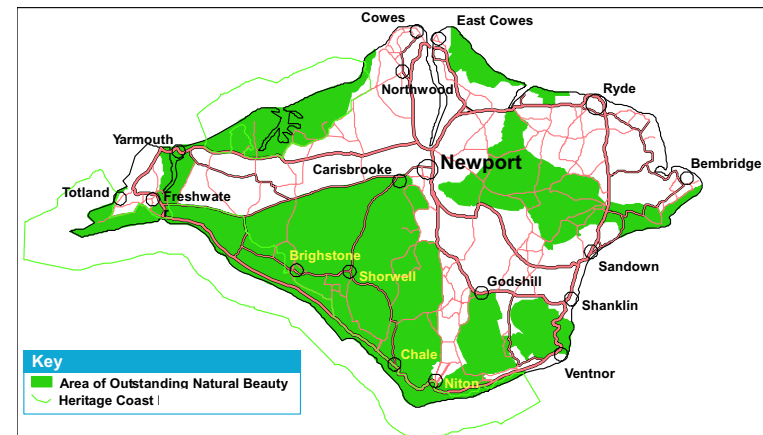 Cowes
East Cowes
Northwood
Ryde
Yarmouth
Carisbrooke
Newport
Bembridge
Totland
Freshwate
Brighstone
Shorwell
Sandown
Godshill
Shanklin
Chale
Niton
Ventnor
Key
Area of Outstanding Natural Beauty
Heritage Coast